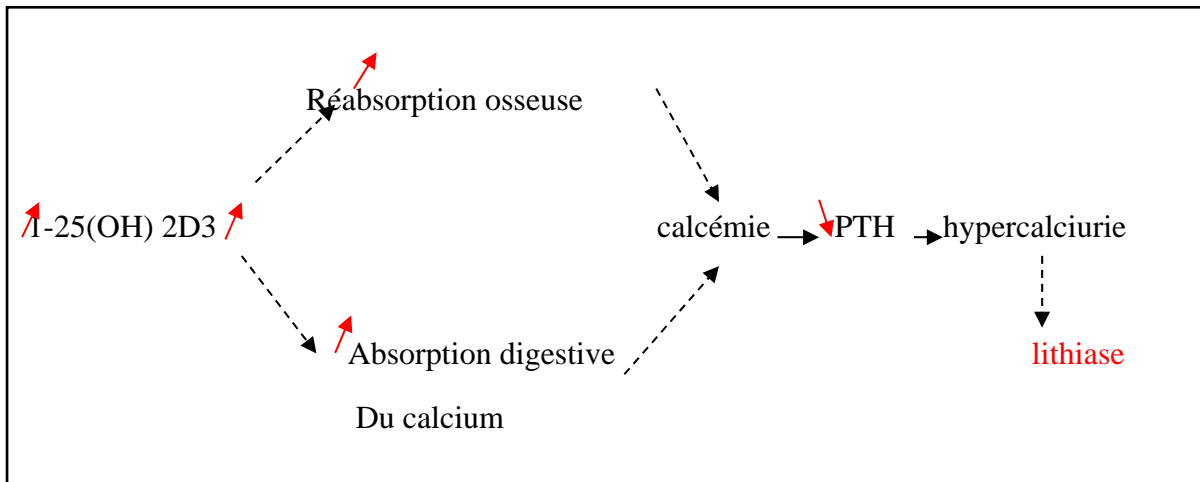 Réabsorption osseuse
1-25(OH) 2D3
calcémie
PTH
hypercalciurie
Absorption digestive
Du calcium
lithiase